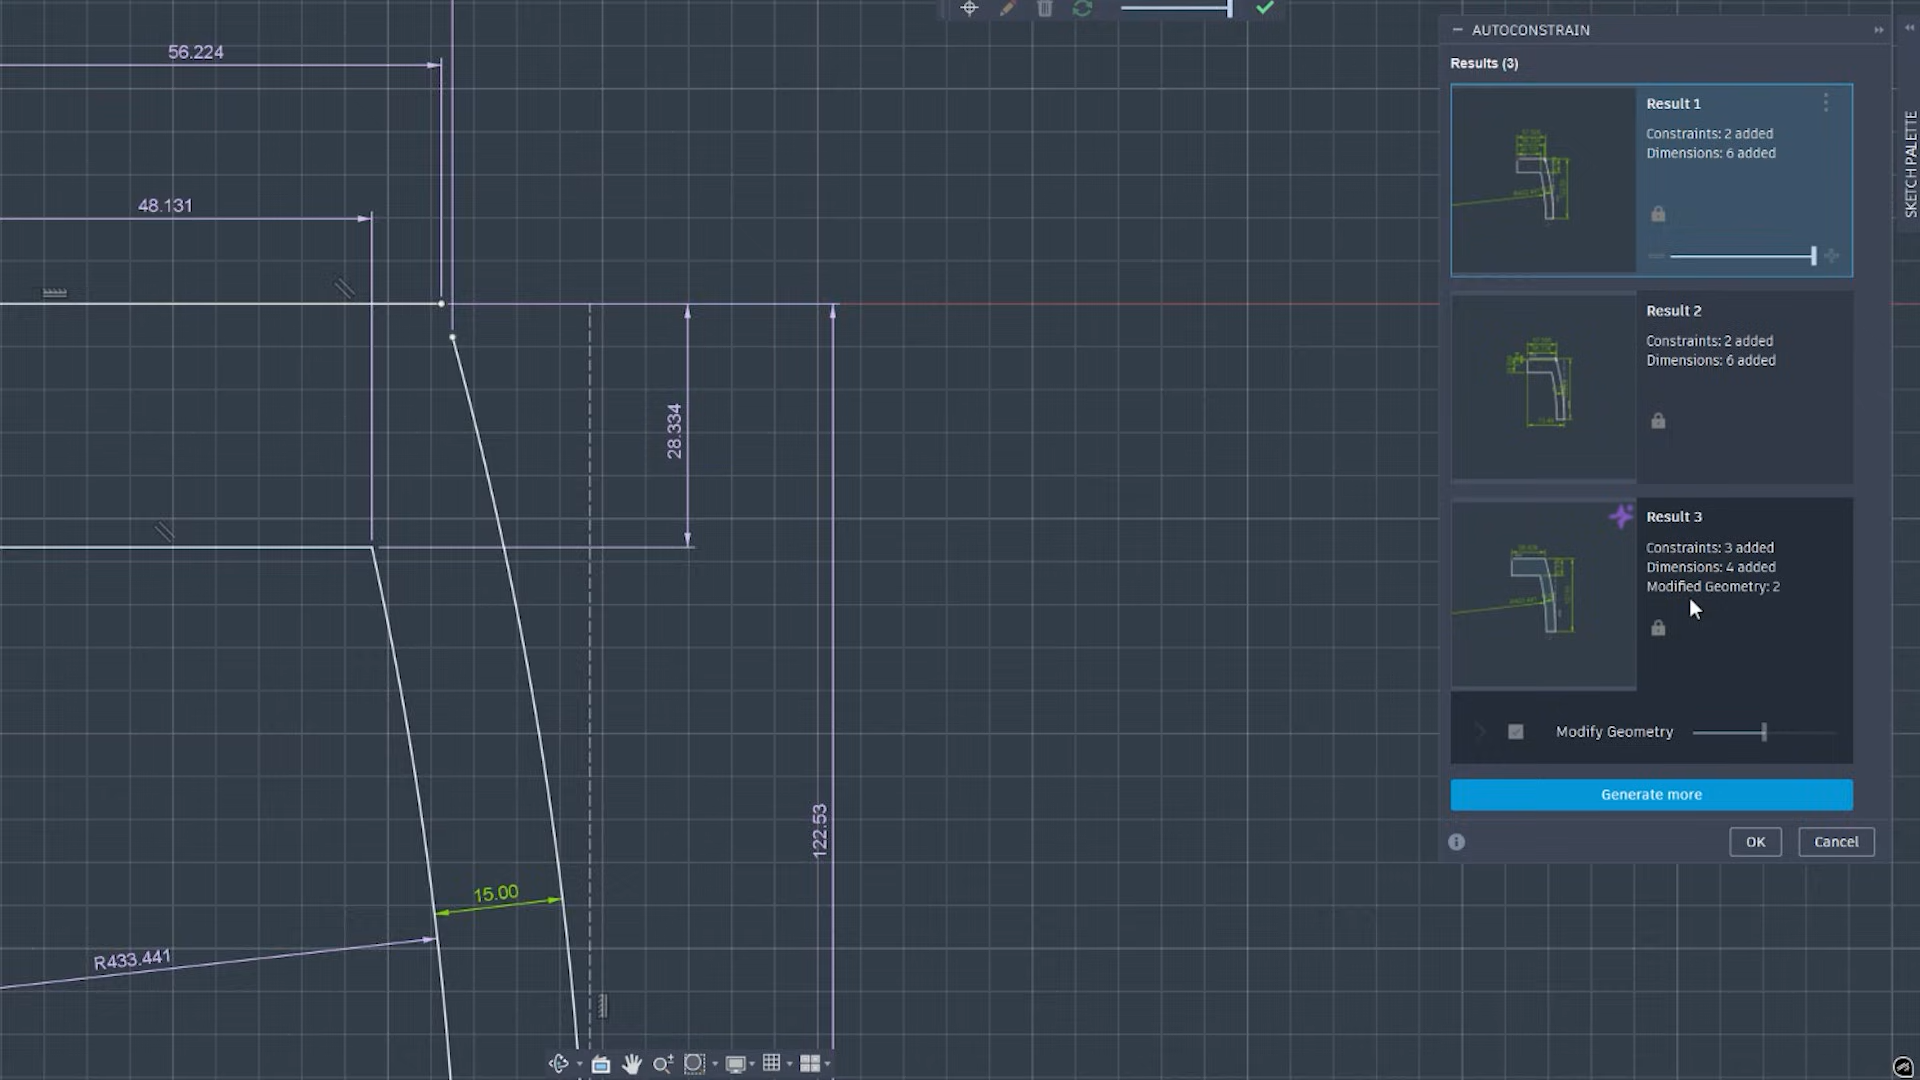 56.224
48.131
28.334
122.53
15.00
R433.441
AUTOCONSTRAIN
Results (3)
Result 1
Constraints: 2 added
Dimensions: 6 added
Result 2
Constraints: 2 added
Dimensions: 6 added
Result 3
Constraints: 3 added
Dimensions: 4 added
Modified Geometry: 2
Modify Geometry
Generate more
OK
Cancel
SKETCH PALETTE